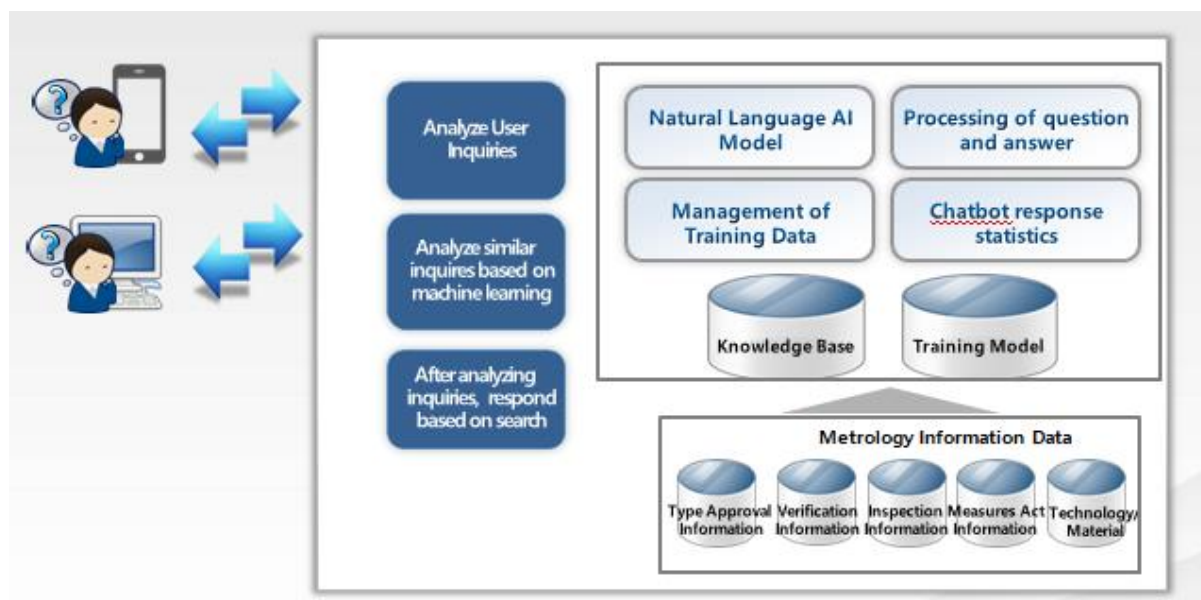 ?
?
Analyze User
Inquiries
Analyze similar
inquires based on
machine learning
After analyzing
inquiries, respond
based on search
Natural Language AI
Model
Processing of question
and answer
Management of
Training Data
Chatbot response
statistics
Knowledge Base
Training Model
Metrology Information Data
Type Approval
Information
Verification
Information
Inspection
Information
Measures Act
Information
Technology/
Material